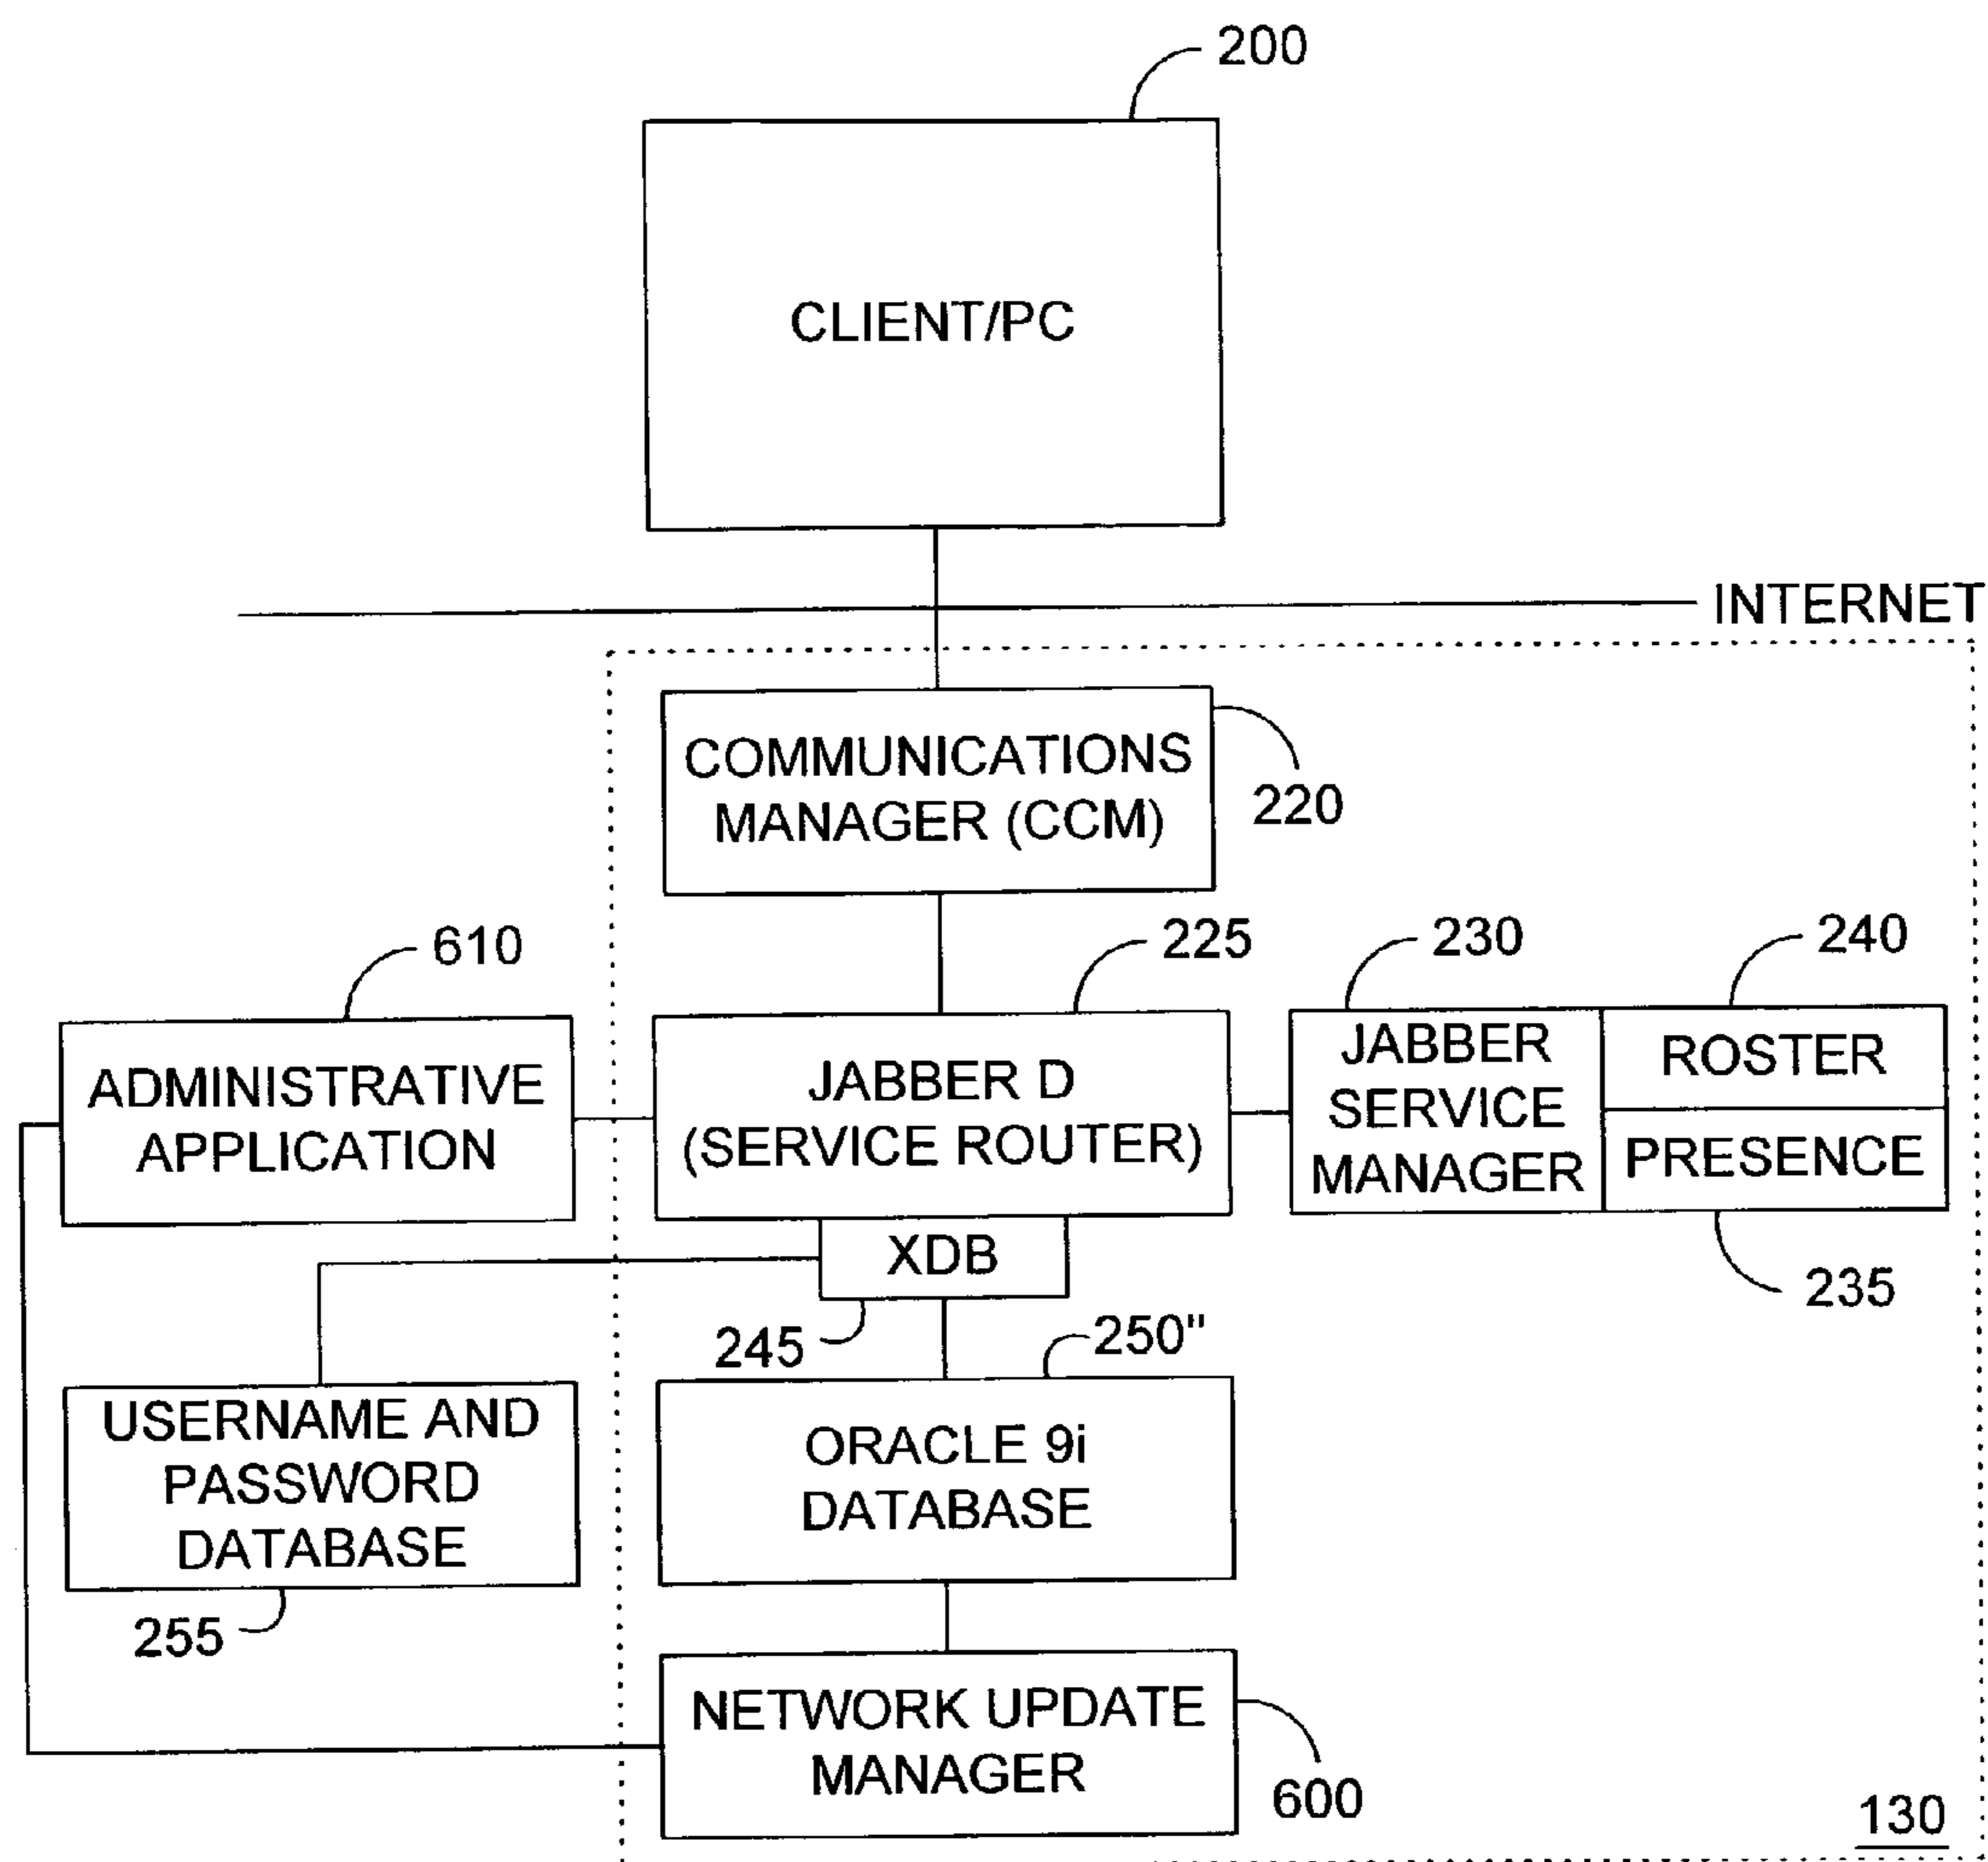 200
CLIENT/PC
INTERNET
COMMUNICATIONS
MANAGER (CCM)
220
610
225
230
240
ADMINISTRATIVE
APPLICATION
JABBER D
(SERVICE ROUTER)
JABBER
SERVICE
MANAGER
ROSTER
PRESENCE
XDB
235
245
250"
USERNAME AND
PASSWORD
DATABASE
ORACLE 9i
DATABASE
255
NETWORK UPDATE
MANAGER
600
130